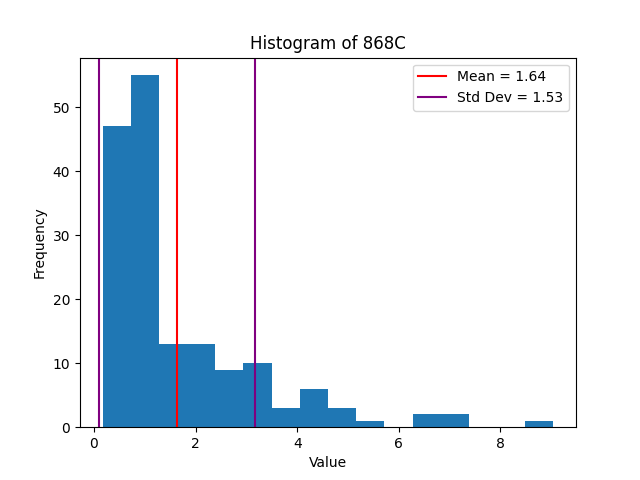 Histogram of 868C
Mean = 1.64
Std Dev = 1.53
Frequency
50
40
30
20
10
0
0 2 4 6 8
Value